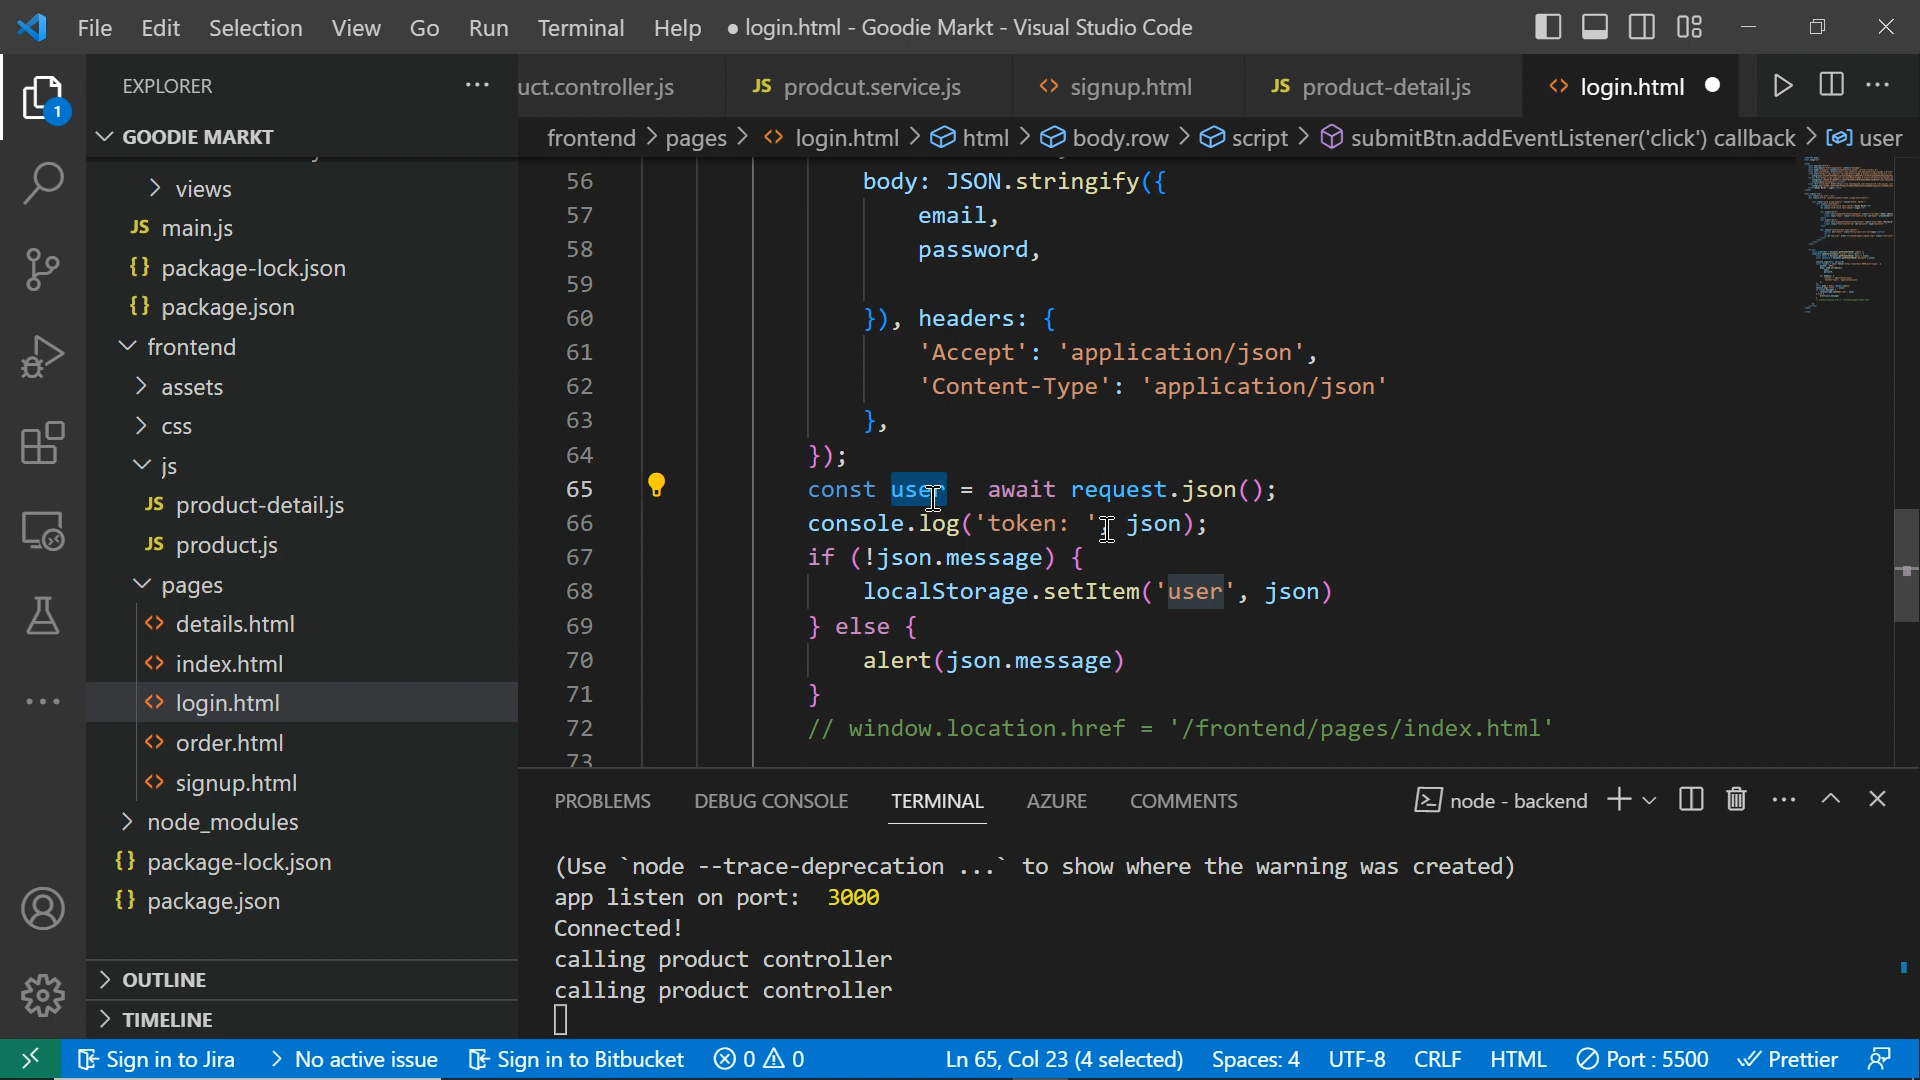 File Edit Selection View Go Run Terminal Help ● login.html - Goodie Markt - Visual Studio Code
EXPLORER
uct.controller.js JS prodcut.service.js <> signup.html JS product-detail.js <> login.html
GOODIE MARKT
frontend > pages > <> login.html > html > body.row > script > submitBtn.addEventListener('click') callback > user
> views
JS main.js
{} package-lock.json
{} package.json
frontend
> assets
> css
js
JS product-detail.js
JS product.js
pages
<> details.html
<> index.html
<> login.html
<> order.html
<> signup.html
> node_modules
{} package-lock.json
{} package.json
> OUTLINE
> TIMELINE
1
56 body: JSON.stringify({
57 email,
58 password,
59
60 }), headers: {
61 'Accept': 'application/json',
62 'Content-Type': 'application/json'
63 },
64 });
65 const user = await request.json();
66 console.log('token: ', json);
67 if (!json.message) {
68 localStorage.setItem('user', json)
69 } else {
70 alert(json.message)
71 }
72 // window.location.href = '/frontend/pages/index.html'
73
PROBLEMS DEBUG CONSOLE TERMINAL AZURE COMMENTS node - backend
(Use `node --trace-deprecation ...` to show where the warning was created)
app listen on port: 3000
Connected!
calling product controller
calling product controller
Sign in to Jira > No active issue Sign in to Bitbucket 0 0 Ln 65, Col 23 (4 selected) Spaces: 4 UTF-8 CRLF HTML Port : 5500 Prettier